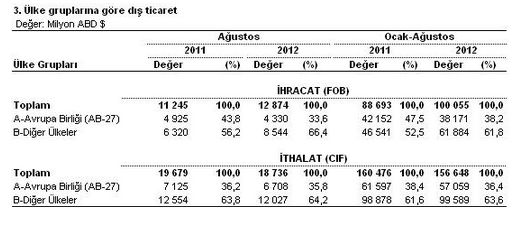 3. Ülke gruplarına göre dış ticaret
Değer: Milyon ABD $
Ağustos Ocak-Ağustos
2011 2012 2011 2012
Ülke Grupları Değer (%) Değer (%) Değer (%) Değer (%)
İHRACAT (FOB)
Toplam 11 245 100,0 12 874 100,0 88 693 100,0 100 055 100,0
A-Avrupa Birliği (AB-27) 4 925 43,8 4 330 33,6 42 152 47,5 38 171 38,2
B-Diğer Ülkeler 6 320 56,2 8 544 66,4 46 541 52,5 61 884 61,8
İTHALAT (CIF)
Toplam 19 679 100,0 18 736 100,0 160 476 100,0 156 648 100,0
A-Avrupa Birliği (AB-27) 7 125 36,2 6 708 35,8 61 597 38,4 57 059 36,4
B-Diğer Ülkeler 12 554 63,8 12 027 64,2 98 878 61,6 99 589 63,6